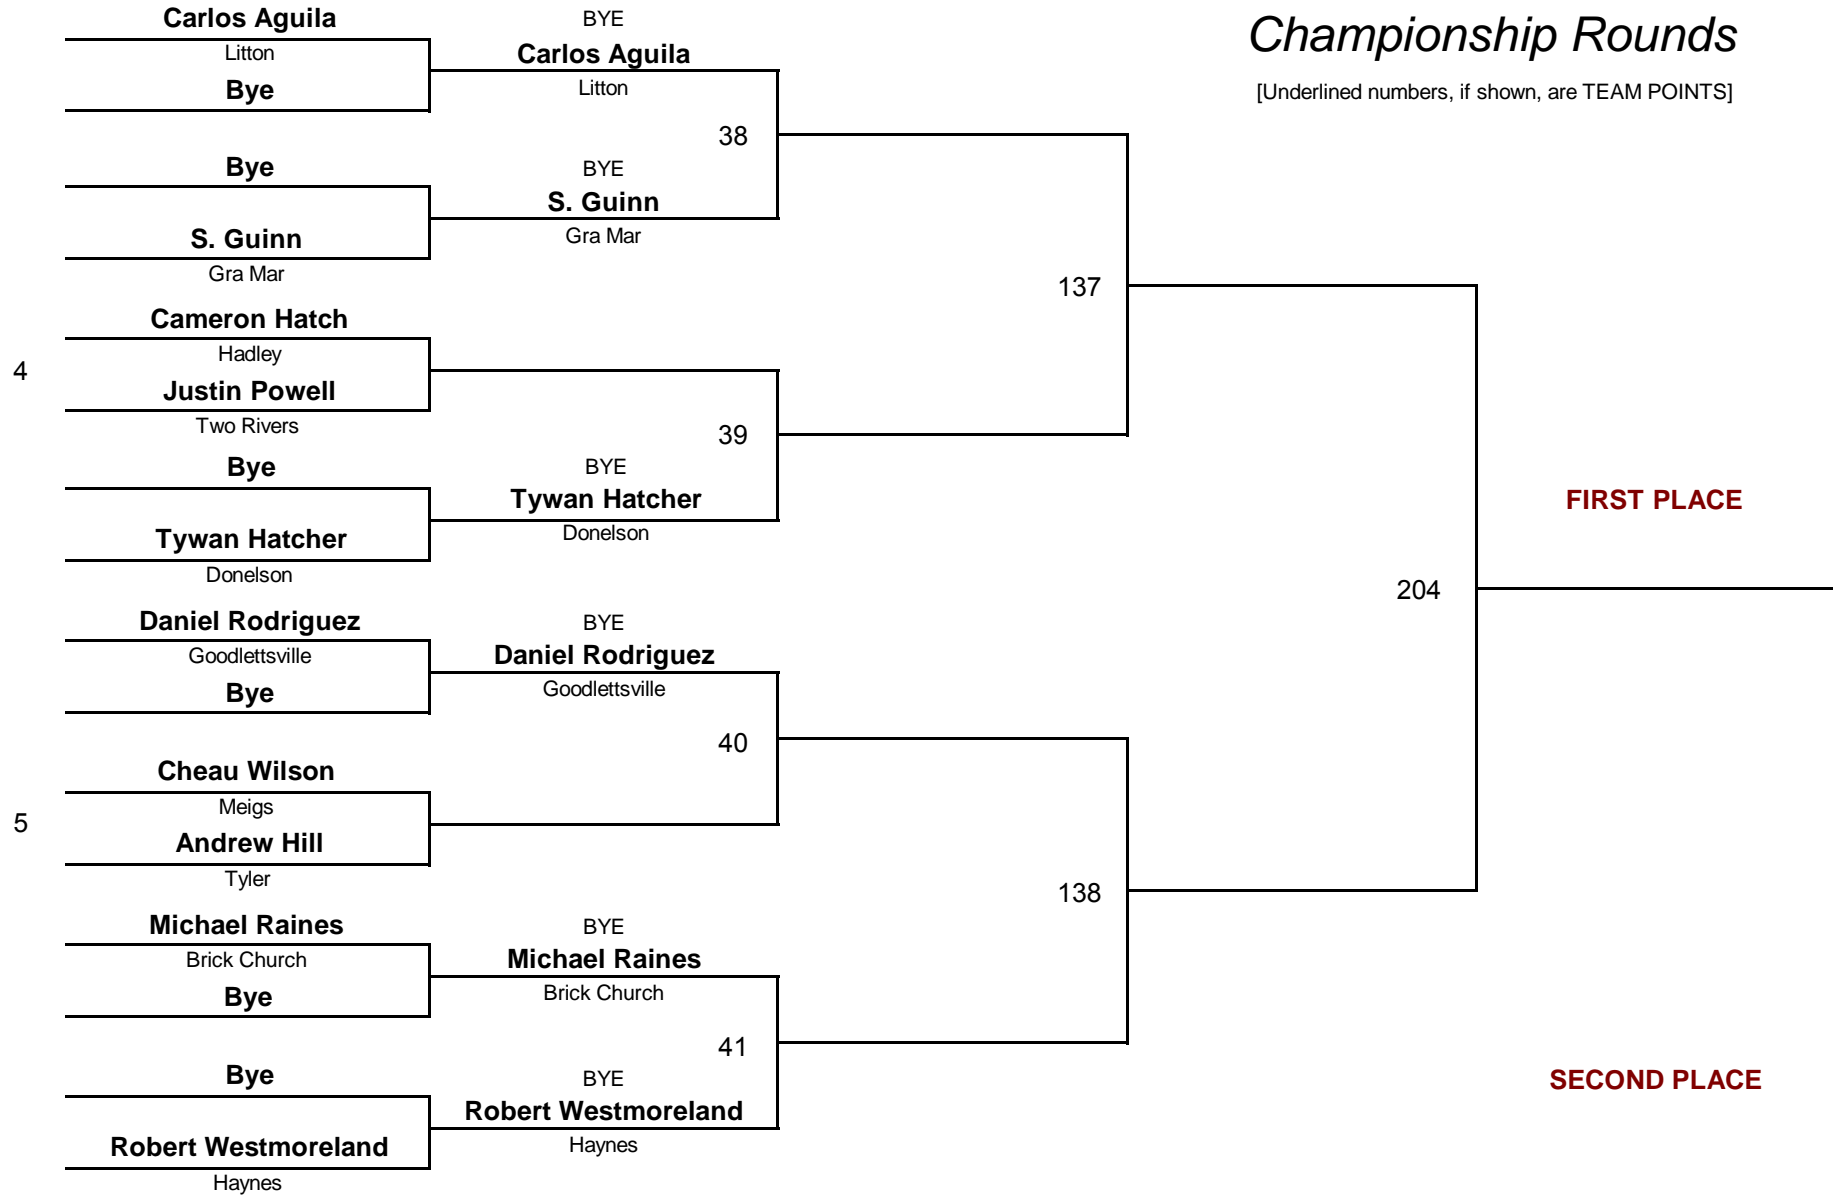 Championship Rounds
[Underlined numbers, if shown, are TEAM POINTS]
Carlos Aguila
Litton
Bye
Bye
S. Guinn
Gra Mar
4
Cameron Hatch
Hadley
Justin Powell
Two Rivers
Bye
Tywan Hatcher
Donelson
Daniel Rodriguez
Goodlettsville
Bye
5
Cheau Wilson
Meigs
Andrew Hill
Tyler
Michael Raines
Brick Church
Bye
Bye
Robert Westmoreland
Haynes
BYE
Carlos Aguila
Litton
38
BYE
S. Guinn
Gra Mar
39
BYE
Tywan Hatcher
Donelson
BYE
Daniel Rodriguez
Goodlettsville
40
BYE
Michael Raines
Brick Church
41
BYE
Robert Westmoreland
Haynes
137
138
204
FIRST PLACE
SECOND PLACE